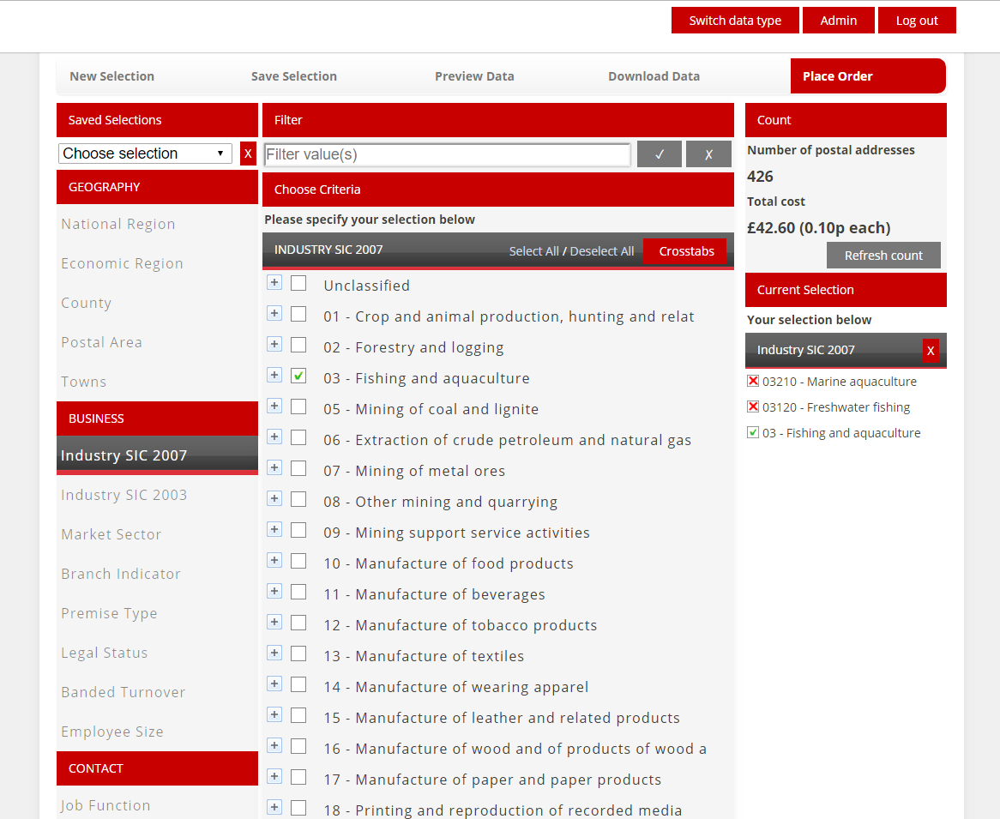 Switch data type
Admin
Log out
New Selection
Save Selection
Preview Data
Download Data
Place Order
Saved Selections
Choose selection
X
GEOGRAPHY
National Region
Economic Region
County
Postal Area
Towns
BUSINESS
Industry SIC 2007
Industry SIC 2003
Market Sector
Branch Indicator
Premise Type
Legal Status
Banded Turnover
Employee Size
CONTACT
Job Function
Filter
Filter value(s)
✓
X
Choose Criteria
Please specify your selection below
INDUSTRY SIC 2007
Select All / Deselect All
Crosstabs
Unclassified
01 - Crop and animal production, hunting and relat
02 - Forestry and logging
03 - Fishing and aquaculture
05 - Mining of coal and lignite
06 - Extraction of crude petroleum and natural gas
07 - Mining of metal ores
08 - Other mining and quarrying
09 - Mining support service activities
10 - Manufacture of food products
11 - Manufacture of beverages
12 - Manufacture of tobacco products
13 - Manufacture of textiles
14 - Manufacture of wearing apparel
15 - Manufacture of leather and related products
16 - Manufacture of wood and of products of wood a
17 - Manufacture of paper and paper products
18 - Printing and reproduction of recorded media
Count
Number of postal addresses
426
Total cost
£42.60 (0.10p each)
Refresh count
Current Selection
Your selection below
Industry SIC 2007
X
03210 - Marine aquaculture
03120 - Freshwater fishing
03 - Fishing and aquaculture